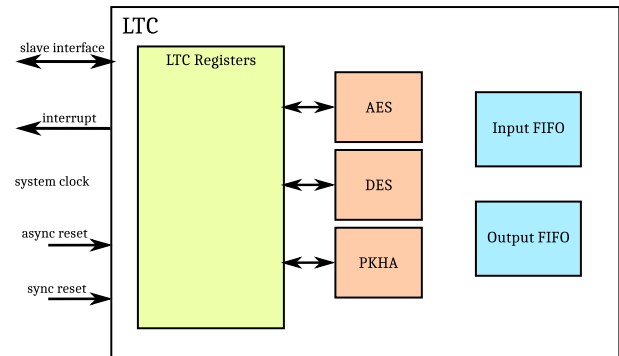 LTC
slave interface
LTC Registers
AES
interrupt
Input FIFO
system clock
DES
async reset
Output FIFO
PKHA
sync reset